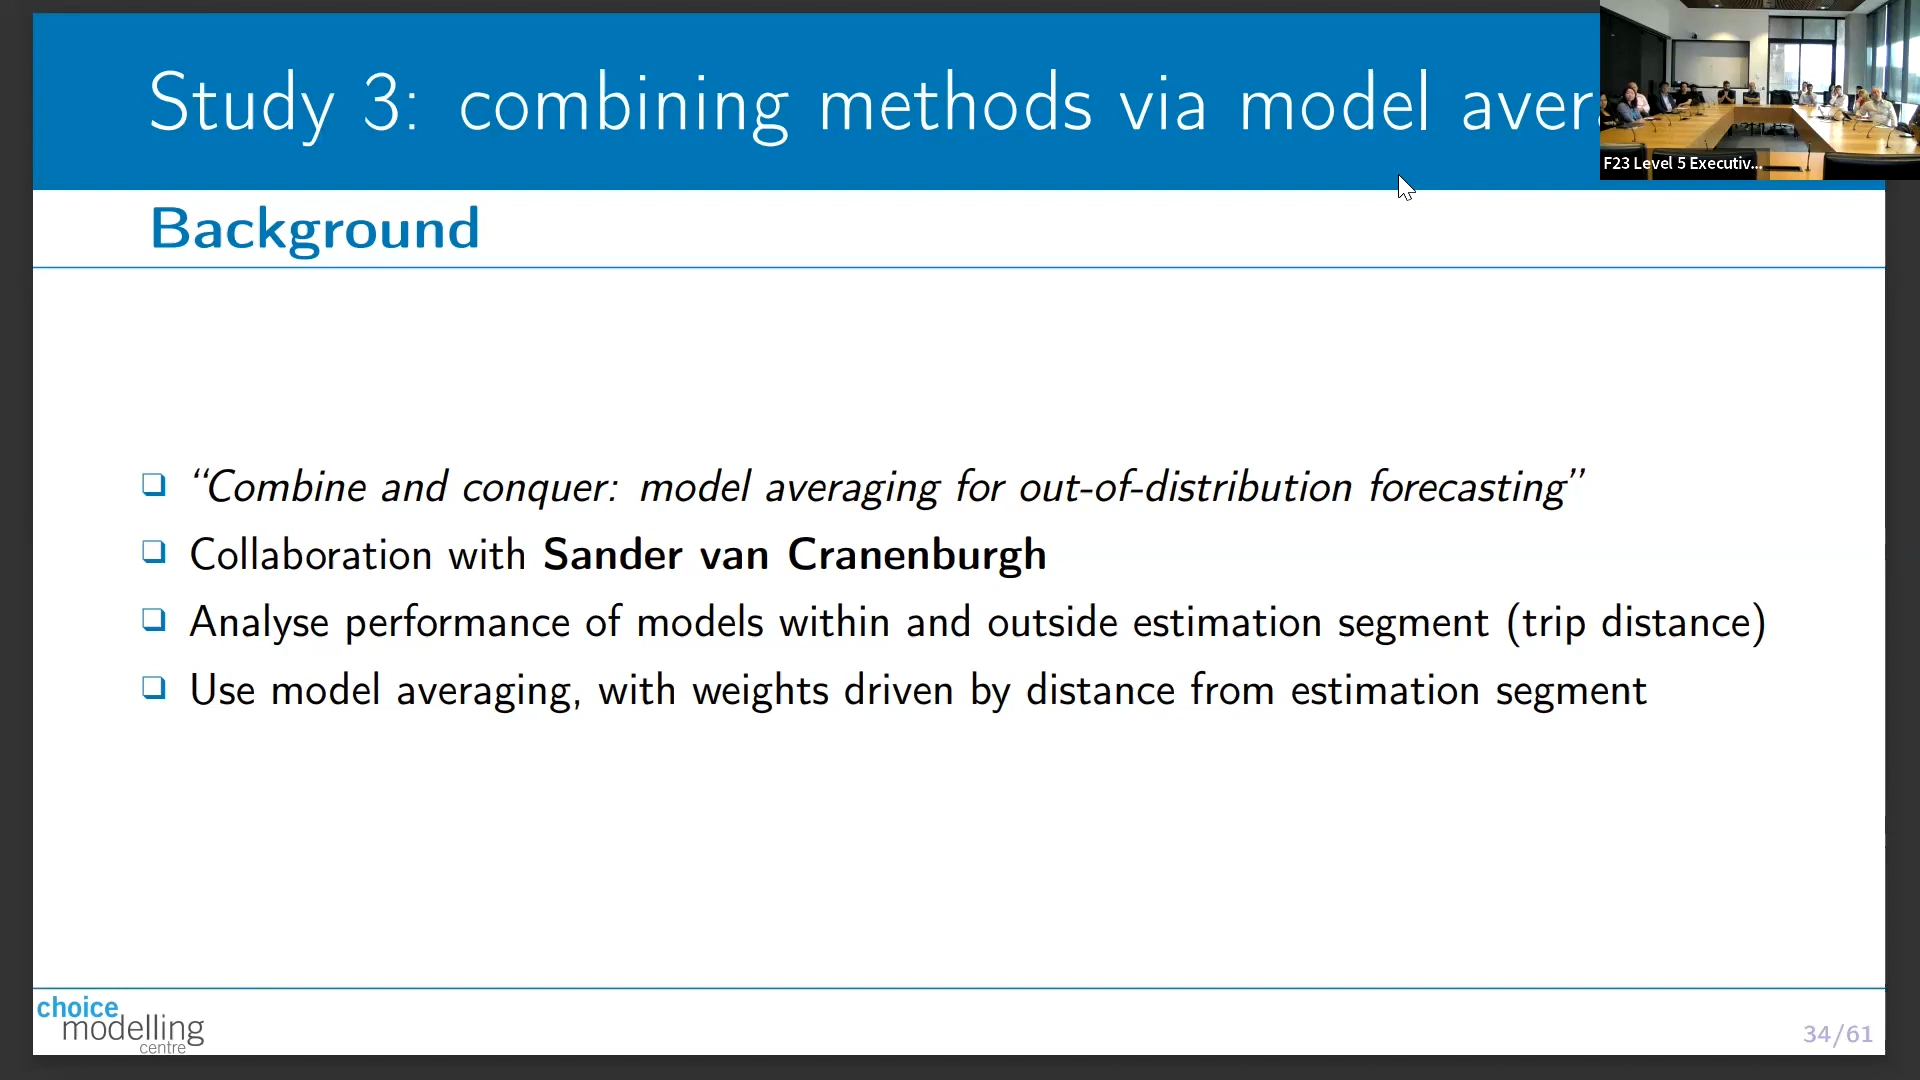 Study 3: combining methods via model aver
F23 Level 5 Executiv...
Background
“Combine and conquer: model averaging for out-of-distribution forecasting”
Collaboration with Sander van Cranenburgh
Analyse performance of models within and outside estimation segment (trip distance)
Use model averaging, with weights driven by distance from estimation segment
choice
modelling
centre
34/61